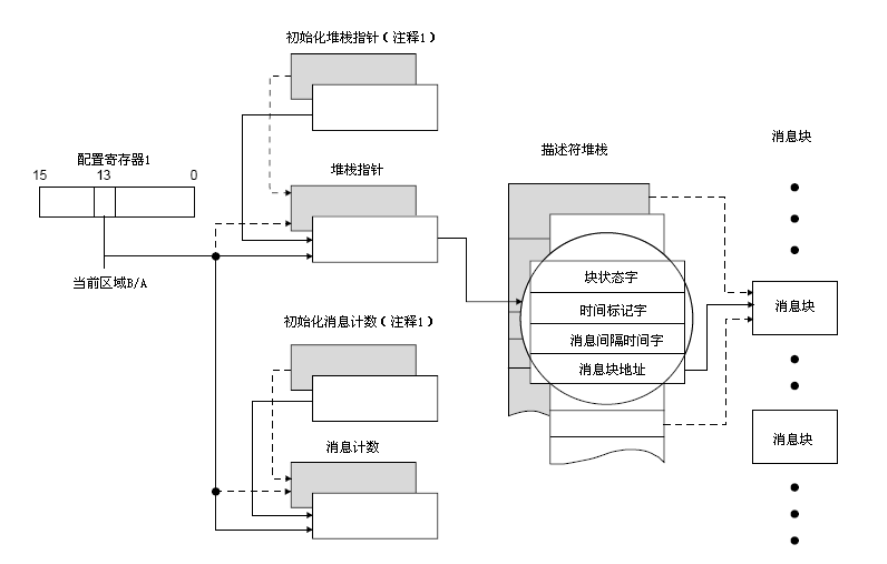 初始化堆栈指针(注释1)
配置寄存器1
15 13 0
当前区域B/A
堆栈指针
初始化消息计数(注释1)
消息计数
描述符堆栈
块状态字
时间标记字
消息间隔时间字
消息块地址
消息块
消息块
消息块